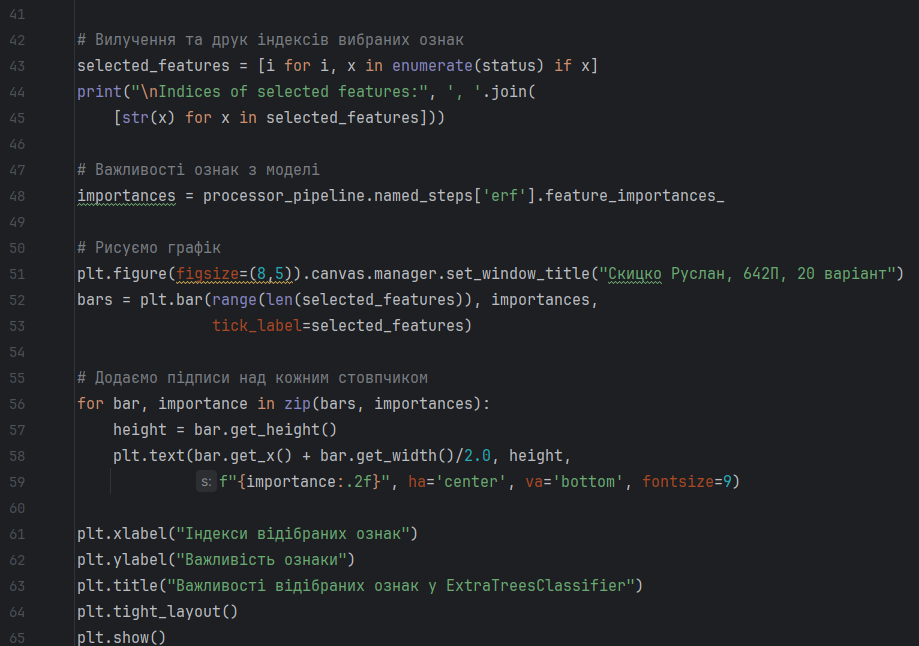 41
42 # Вилучення та друк індексів вибраних ознак
43 selected_features = [i for i, x in enumerate(status) if x]
44 print("\nIndices of selected features:", ', '.join(
45     [str(x) for x in selected_features]))
46
47 # Важливості ознак з моделі
48 importances = processor_pipeline.named_steps['erf'].feature_importances_
49
50 # Рисуємо графік
51 plt.figure(figsize=(8,5)).canvas.manager.set_window_title("Скицко Руслан, 642П, 20 варіант")
52 bars = plt.bar(range(len(selected_features)), importances,
53                tick_label=selected_features)
54
55 # Додаємо підписи над кожним стовпчиком
56 for bar, importance in zip(bars, importances):
57     height = bar.get_height()
58     plt.text(bar.get_x() + bar.get_width()/2.0, height,
59              s: f"{importance:.2f}", ha='center', va='bottom', fontsize=9)
60
61 plt.xlabel("Індекси відібраних ознак")
62 plt.ylabel("Важливість ознаки")
63 plt.title("Важливості відібраних ознак у ExtraTreesClassifier")
64 plt.tight_layout()
65 plt.show()